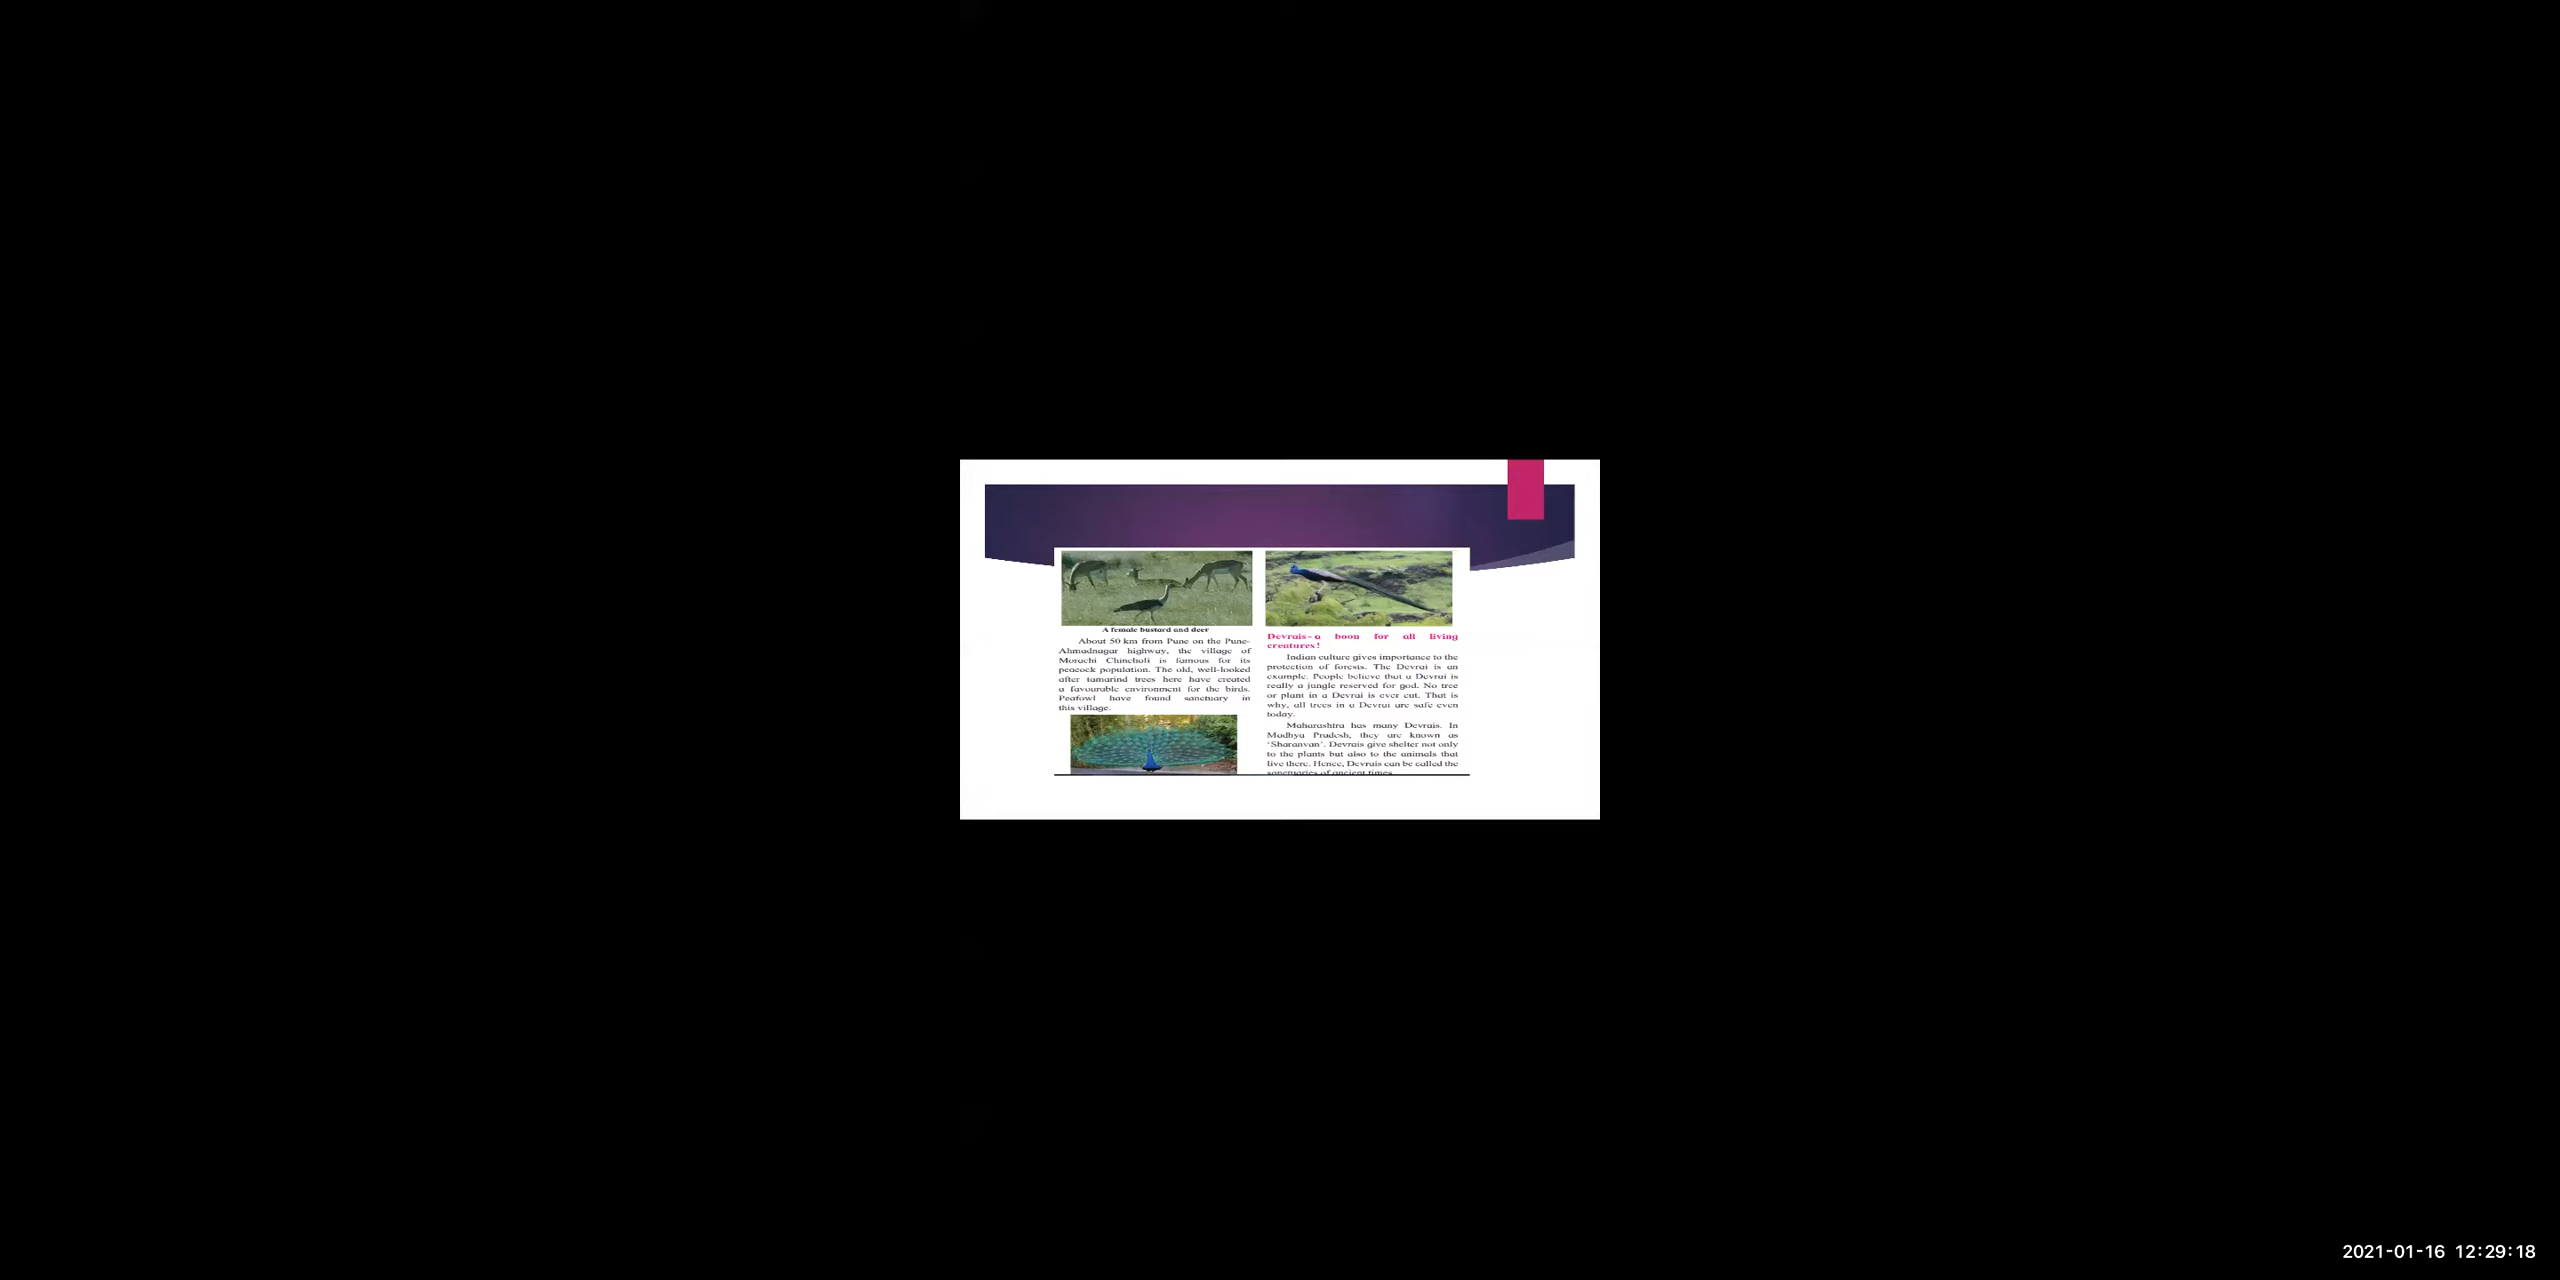 A female bustard and deer
About 50 km from Pune on the Pune-
Ahmadnagar highway, the village of
Morachi Chincholi is famous for its
peacock population. The old, well-looked
after tamarind trees here have created
a favourable environment for the birds.
Peafowl have found sanctuary in
this village.
Devrais - a boon for all living
creatures !
Indian culture gives importance to the
protection of forests. The Devrai is an
example. People believe that a Devrai is
really a jungle reserved for god. No tree
or plant in a Devrai is ever cut. That is
why, all trees in a Devrai are safe even
today.
Maharashtra has many Devrais. In
Madhya Pradesh, they are known as
‘Sharanvan’. Devrais give shelter not only
to the plants but also to the animals that
live there. Hence, Devrais can be called the
sanctuaries of ancient times.
2021-01-16 12:29:18